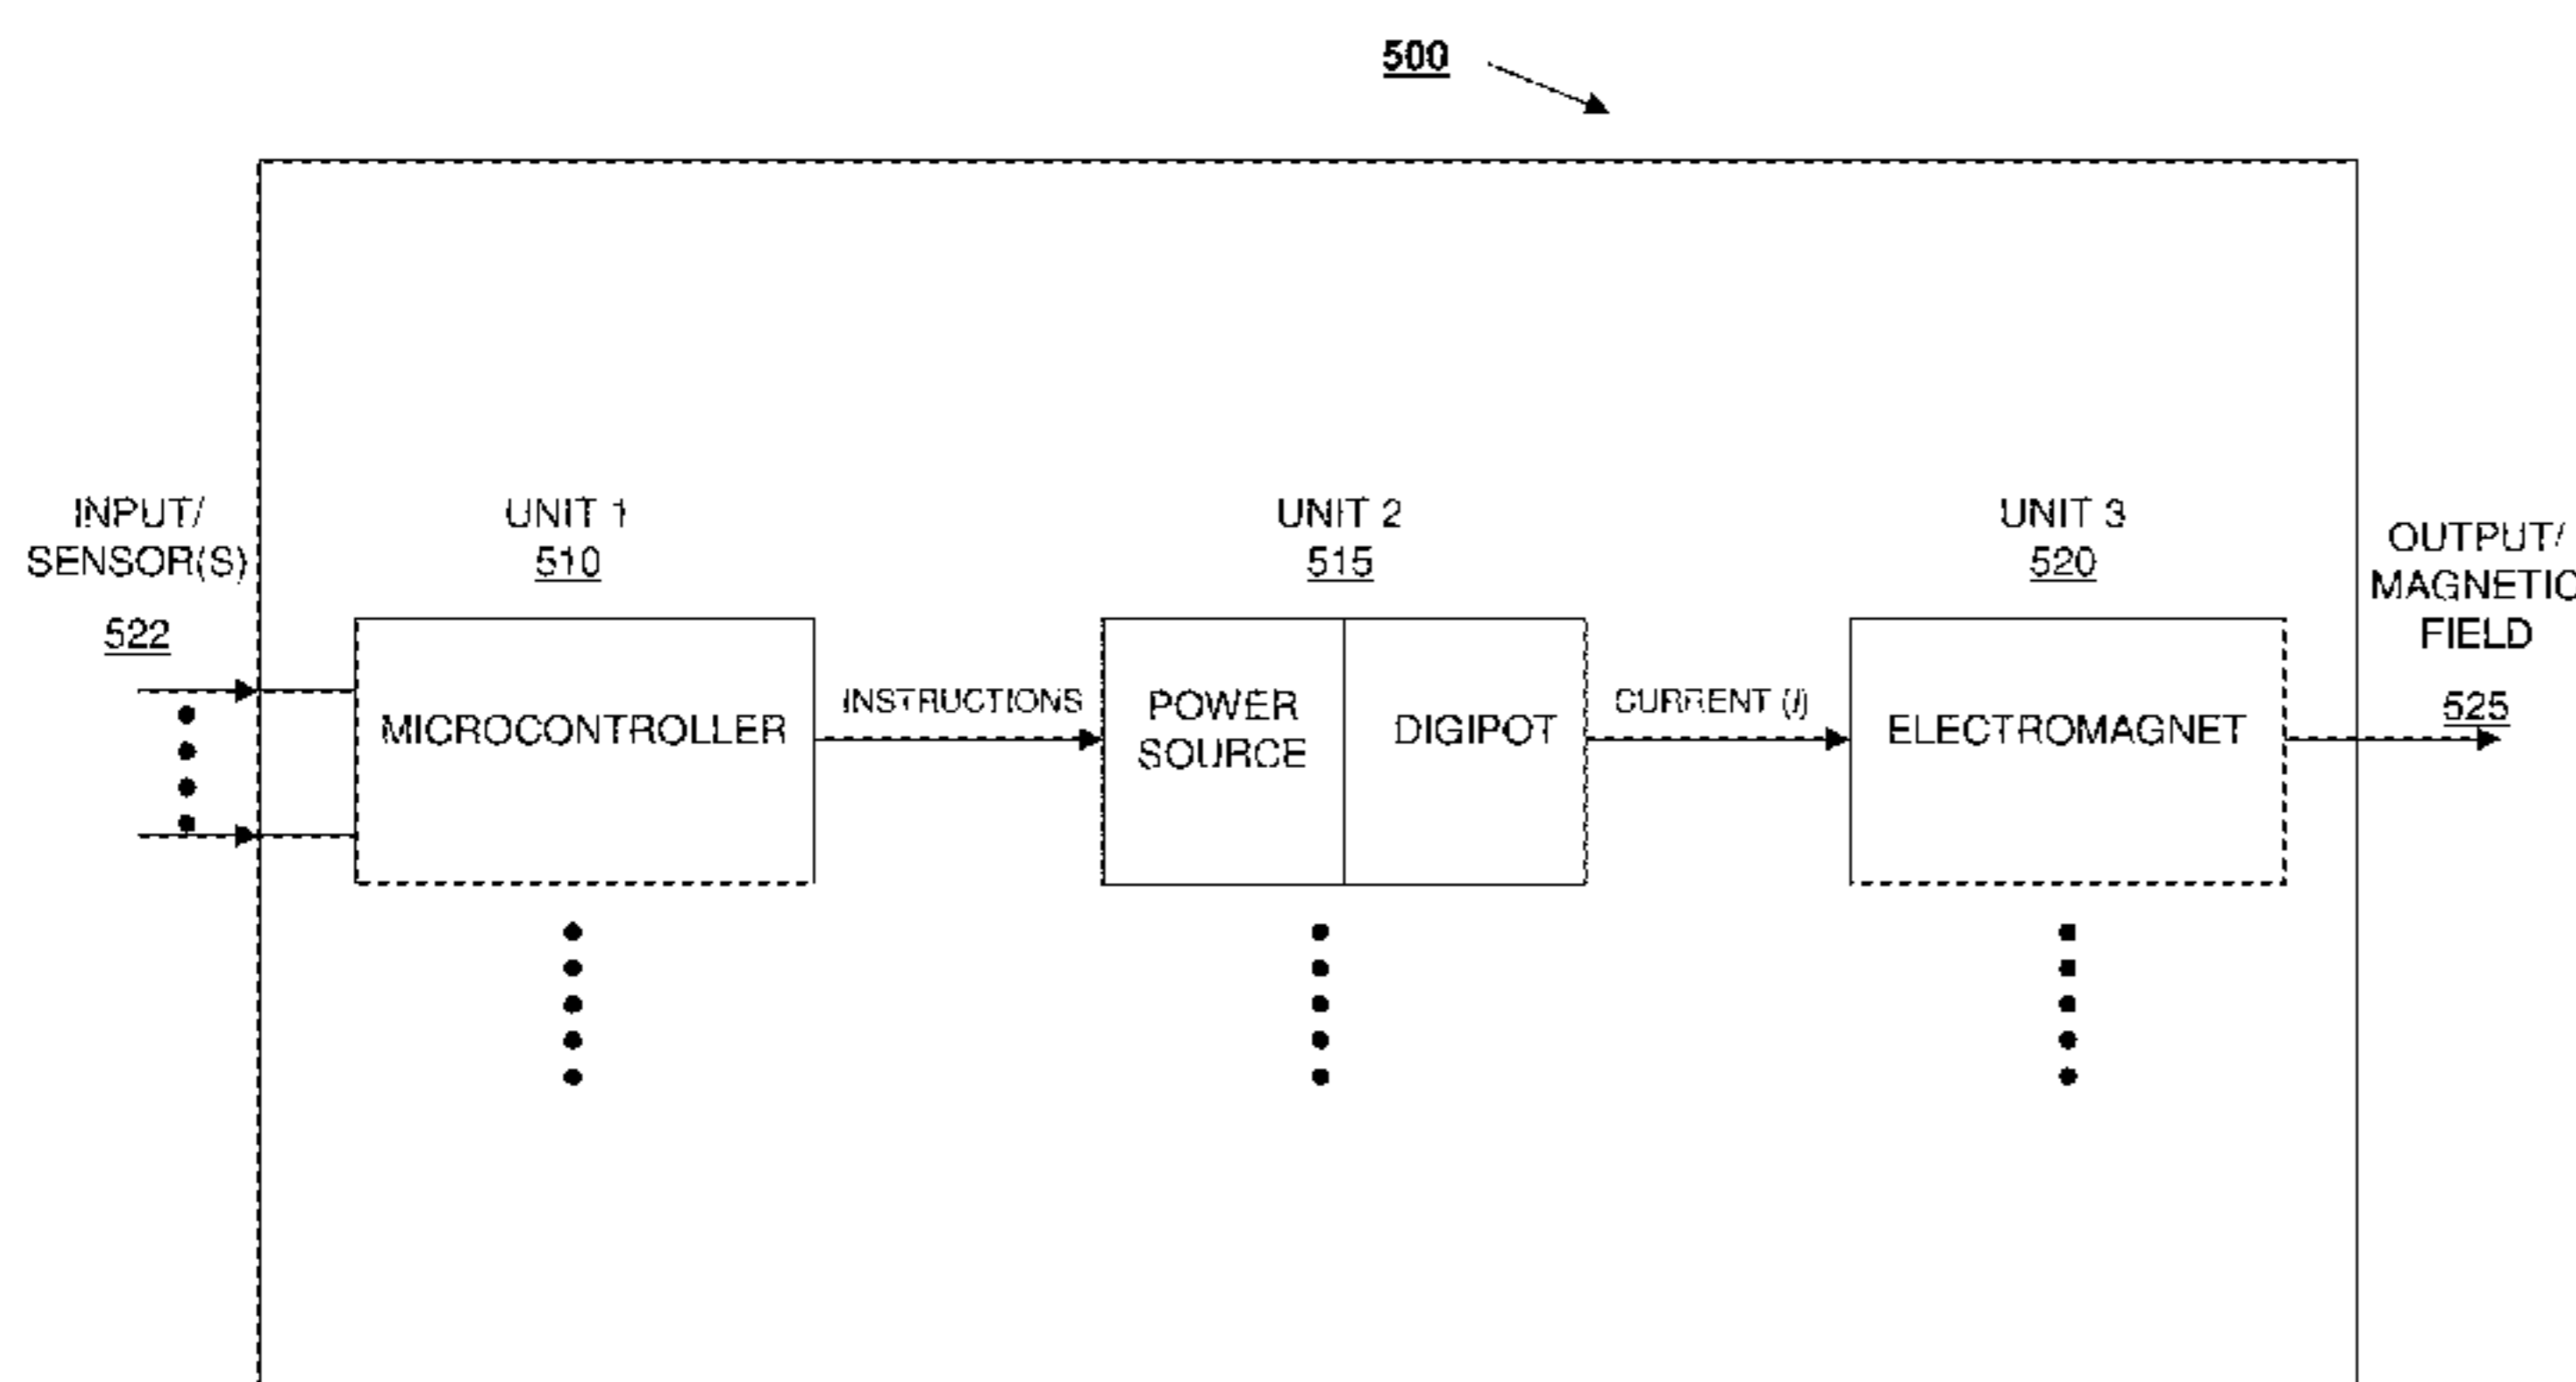 500
INPUT/
SENSOR(S)
522
UNIT 1
510
MICROCONTROLLER
INSTRUCTIONS
UNIT 2
515
POWER
SOURCE
DIGIPOT
CURRENT (i)
UNIT 3
520
ELECTROMAGNET
OUTPUT/
MAGNETIC
FIELD
525